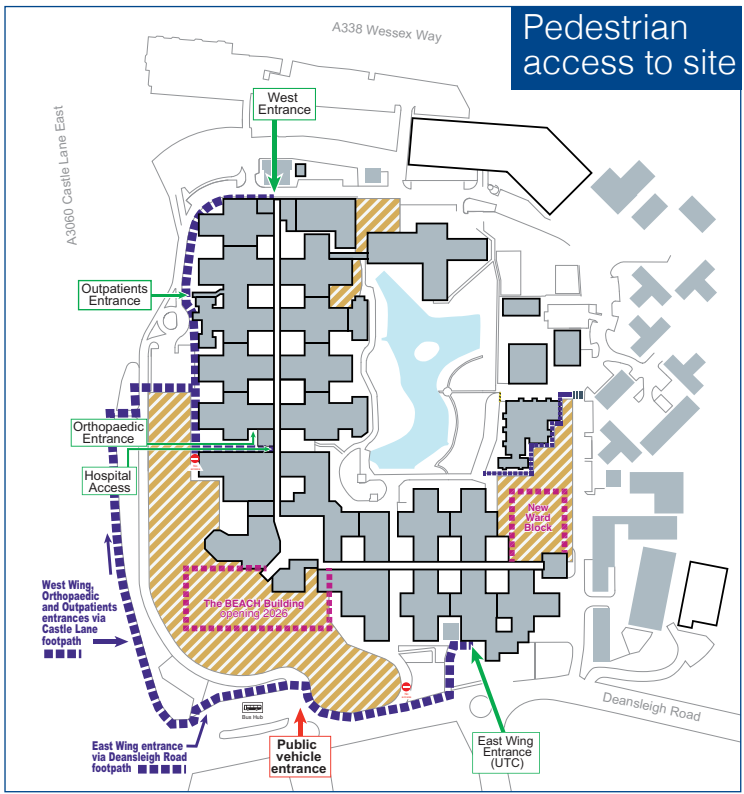 Pedestrian
access to site
A338 Wessex Way
A3060 Castle Lane East
West
Entrance
Outpatients
Entrance
Orthopaedic
Entrance
Hospital
Access
New
Ward
Block
West Wing,
Orthopaedic
and Outpatients
entrances via
Castle Lane
footpath
The BEACH Building
opening 2026
Deansleigh Road
Bus Hub
East Wing entrance
via Deansleigh Road
footpath
Public
vehicle
entrance
East Wing
Entrance
(UTC)